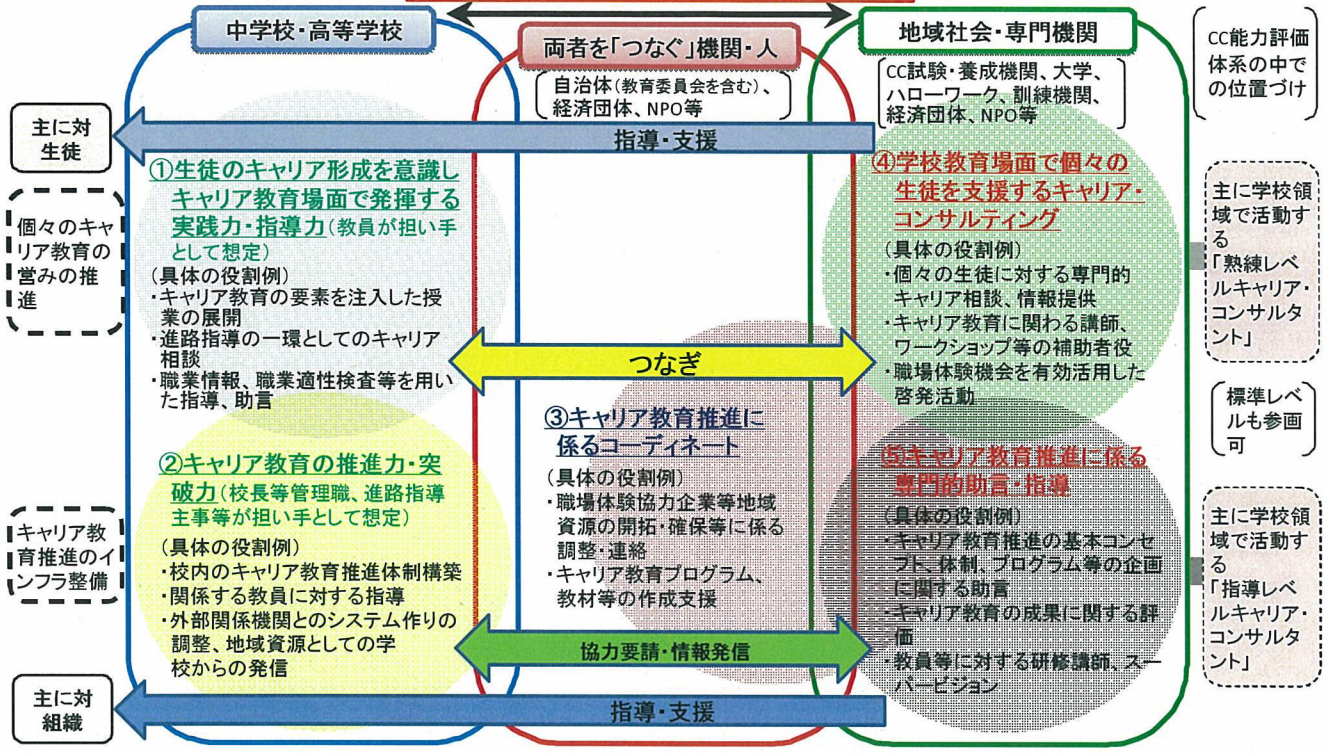 中学校・高等学校
両者を「つなぐ」機関・人
地域社会・専門機関
CC能力評価
体系の中で
の位置づけ
自治体(教育委員会を含む)、
経済団体、NPO等
CC試験・養成機関、大学、
ハローワーク、訓練機関、
経済団体、NPO等
主に対
生徒
指導・支援
①生徒のキャリア形成を意識し
キャリア教育場面で発揮する
実践力・指導力(教員が担い手
として想定)
(具体の役割例)
・キャリア教育の要素を注入した授
業の展開
・進路指導の一環としてのキャリア
相談
・職業情報、職業適性検査等を用い
た指導、助言
④学校教育場面で個々の
生徒を支援するキャリア・
コンサルティング
(具体の役割例)
・個々の生徒に対する専門的
キャリア相談、情報提供
・キャリア教育に関わる講師、
ワークショップ等の補助者役
・職場体験機会を有効活用した
啓発活動
個々のキャ
リア教育の
営みの推
進
主に学校領
域で活動す
る
「熟練レベ
ルキャリア・
コンサルタ
ント」
つなぎ
標準レベ
ルも参画
可
②キャリア教育の推進力・突
破力(校長等管理職、進路指導
主事等が担い手として想定)
(具体の役割例)
・校内のキャリア教育推進体制構築
・関係する教員に対する指導
・外部関係機関とのシステム作りの
調整、地域資源としての学
校からの発信
③キャリア教育推進に
係るコーディネート
(具体の役割例)
・職場体験協力企業等地域
資源の開拓・確保等に係る
調整・連絡
・キャリア教育プログラム、
教材等の作成支援
⑤キャリア教育推進に係る
専門的助言・指導
(具体の役割例)
・キャリア教育推進の基本コンセ
プト、体制、プログラム等の企画
に関する助言
・キャリア教育の成果に関する評
価
教員等に対する研修講師、スー
パービジョン
キャリア教
育推進のイ
ンフラ整備
主に学校領
域で活動す
る
「指導レベ
ルキャリア・
コンサルタ
ント」
協力要請・情報発信
主に対
組織
指導・支援